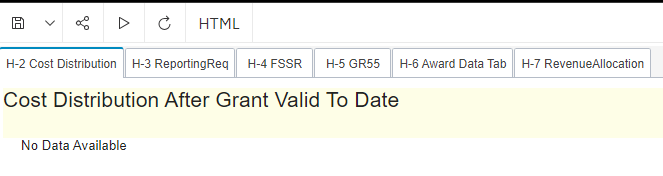 HTML
H-2 Cost Distribution H-3 ReportingReq H-4 FSSR H-5 GR55 H-6 Award Data Tab H-7 RevenueAllocation
Cost Distribution After Grant Valid To Date
No Data Available